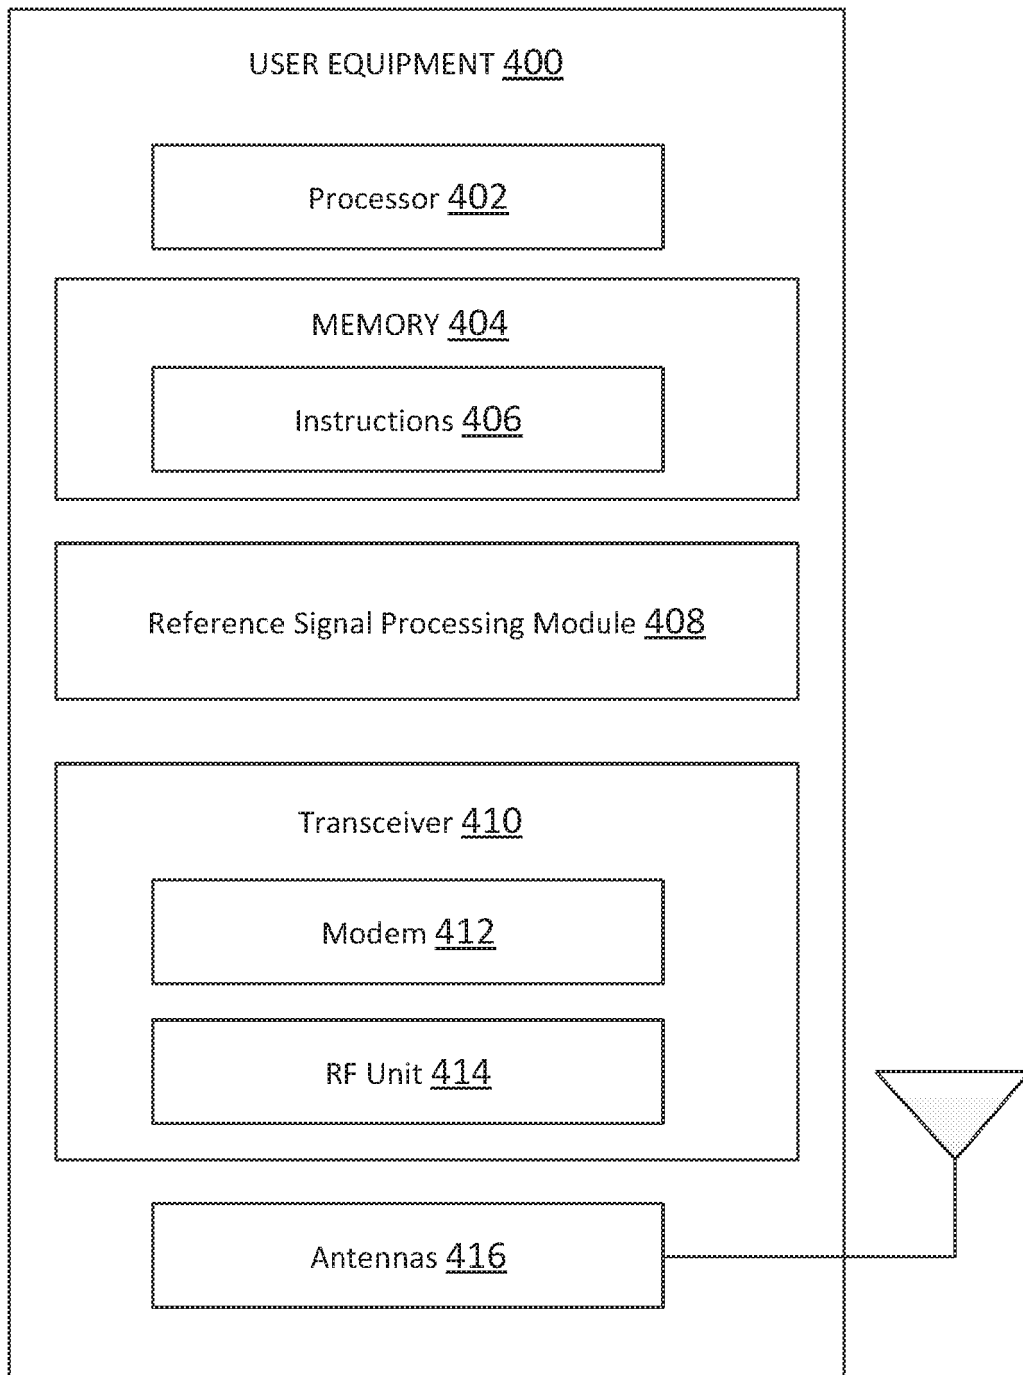 USER EQUIPMENT 400
Processor 402
MEMORY 404
Instructions 406
Reference Signal Processing Module 408
Transceiver 410
Modem 412
RF Unit 414
Antennas 416